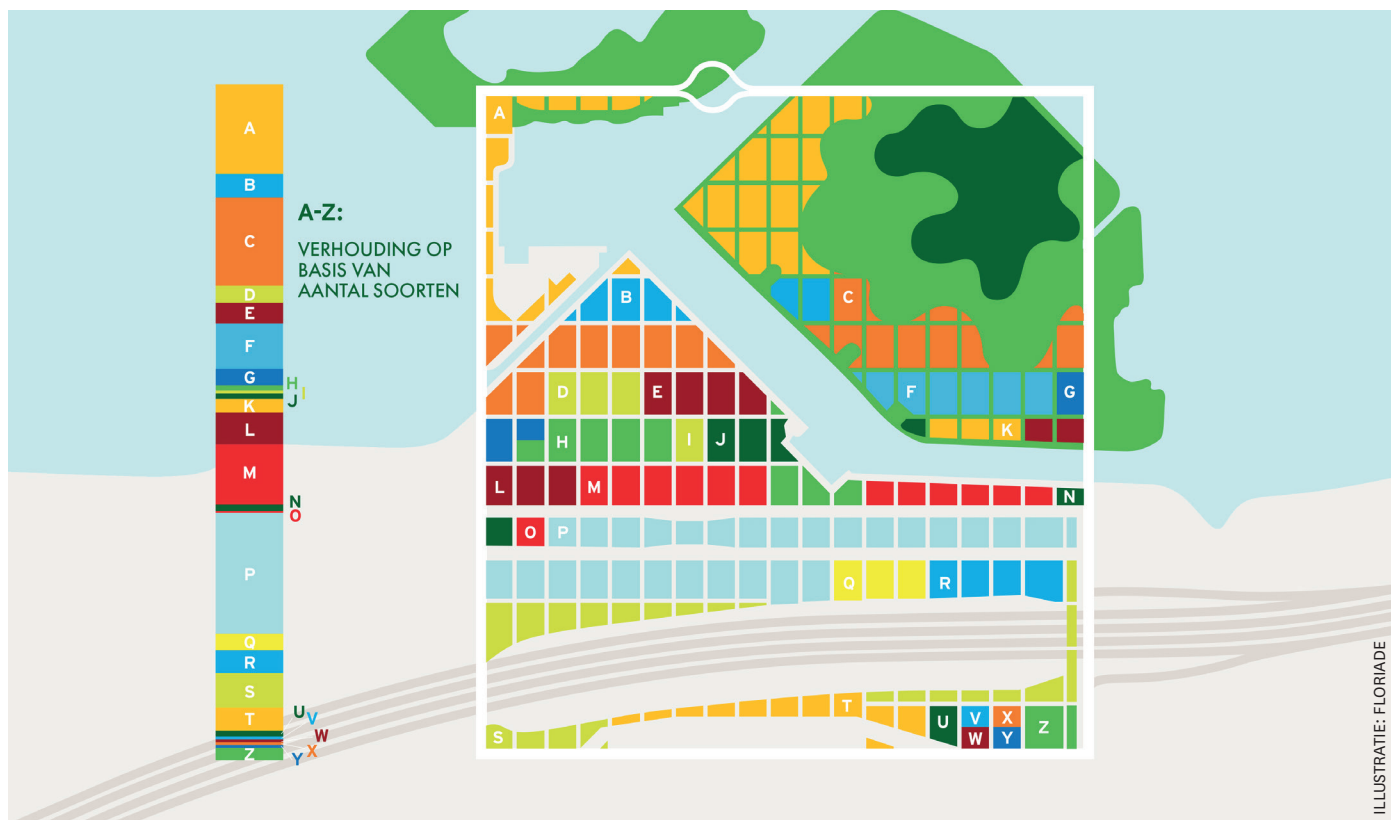 A
B
C
D
E
F
G
H
I
J
K
L
M
N
O
P
Q
R
S
T
U
V
W
X
Y
Z
A-Z:
VERHOUDING OP
BASIS VAN
AANTAL SOORTEN
A
B
C
D
E
F
G
H
I
J
K
L
M
N
O
P
Q
R
S
T
U
V
X
W
Y
Z
ILLUSTRATIE: FLORIADE